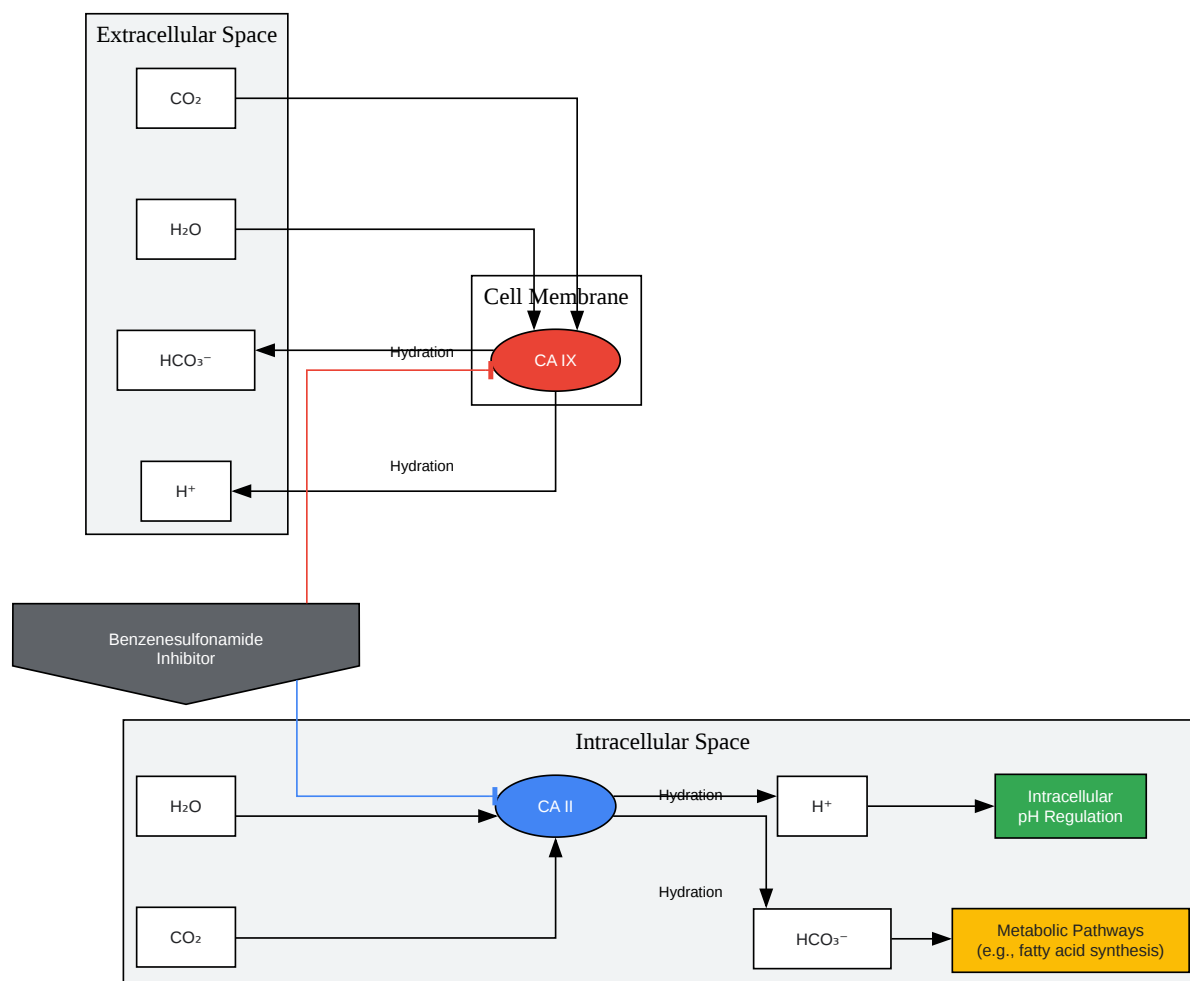 Extracellular Space
CO₂
H₂O
Cell Membrane
HCO₃⁻
Hydration
CA IX
Hydration
H⁺
Benzenesulfonamide
Inhibitor
Intracellular Space
H₂O
CA II
Hydration
H⁺
Intracellular
pH Regulation
Hydration
CO₂
HCO₃⁻
Metabolic Pathways
(e.g., fatty acid synthesis)